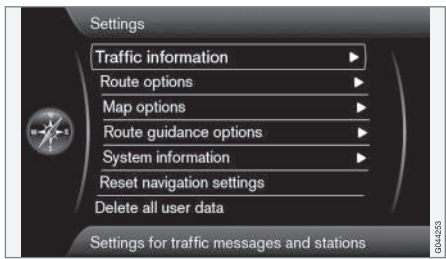 Settings
Traffic information
Route options
Map options
Route guidance options
System information
Reset navigation settings
Delete all user data
Settings for traffic messages and stations
G044253